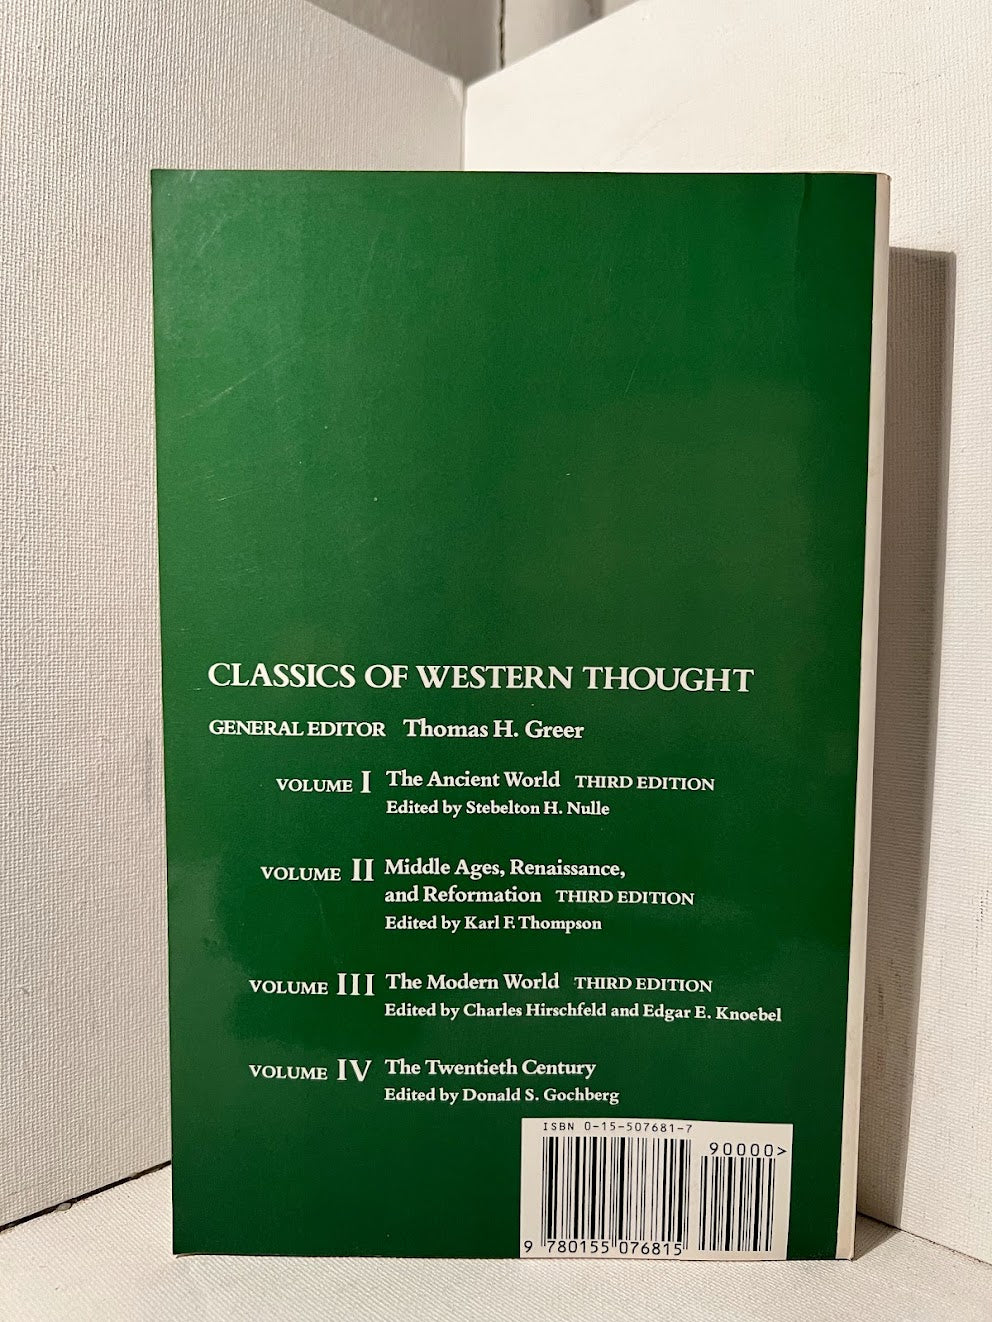 CLASSICS OF WESTERN THOUGHT
GENERAL EDITOR Thomas H. Greer
VOLUME I The Ancient World THIRD EDITION
Edited by Stebelton H. Nulle
VOLUME II Middle Ages, Renaissance,
and Reformation THIRD EDITION
Edited by Karl F. Thompson
VOLUME III The Modern World THIRD EDITION
Edited by Charles Hirschfeld and Edgar E. Knoebel
VOLUME IV The Twentieth Century
Edited by Donald S. Gochberg
ISBN 0-15-507681-7
90000>
9 780155 076815